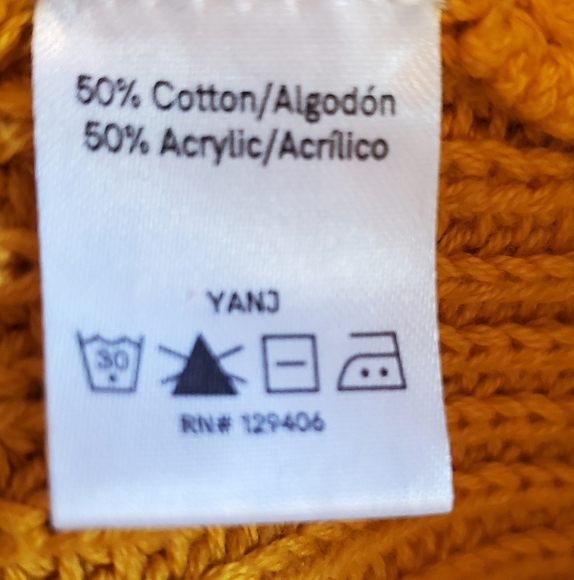 50% Cotton/Algodón
50% Acrylic/Acrílico
YANJ
30
RN# 129406